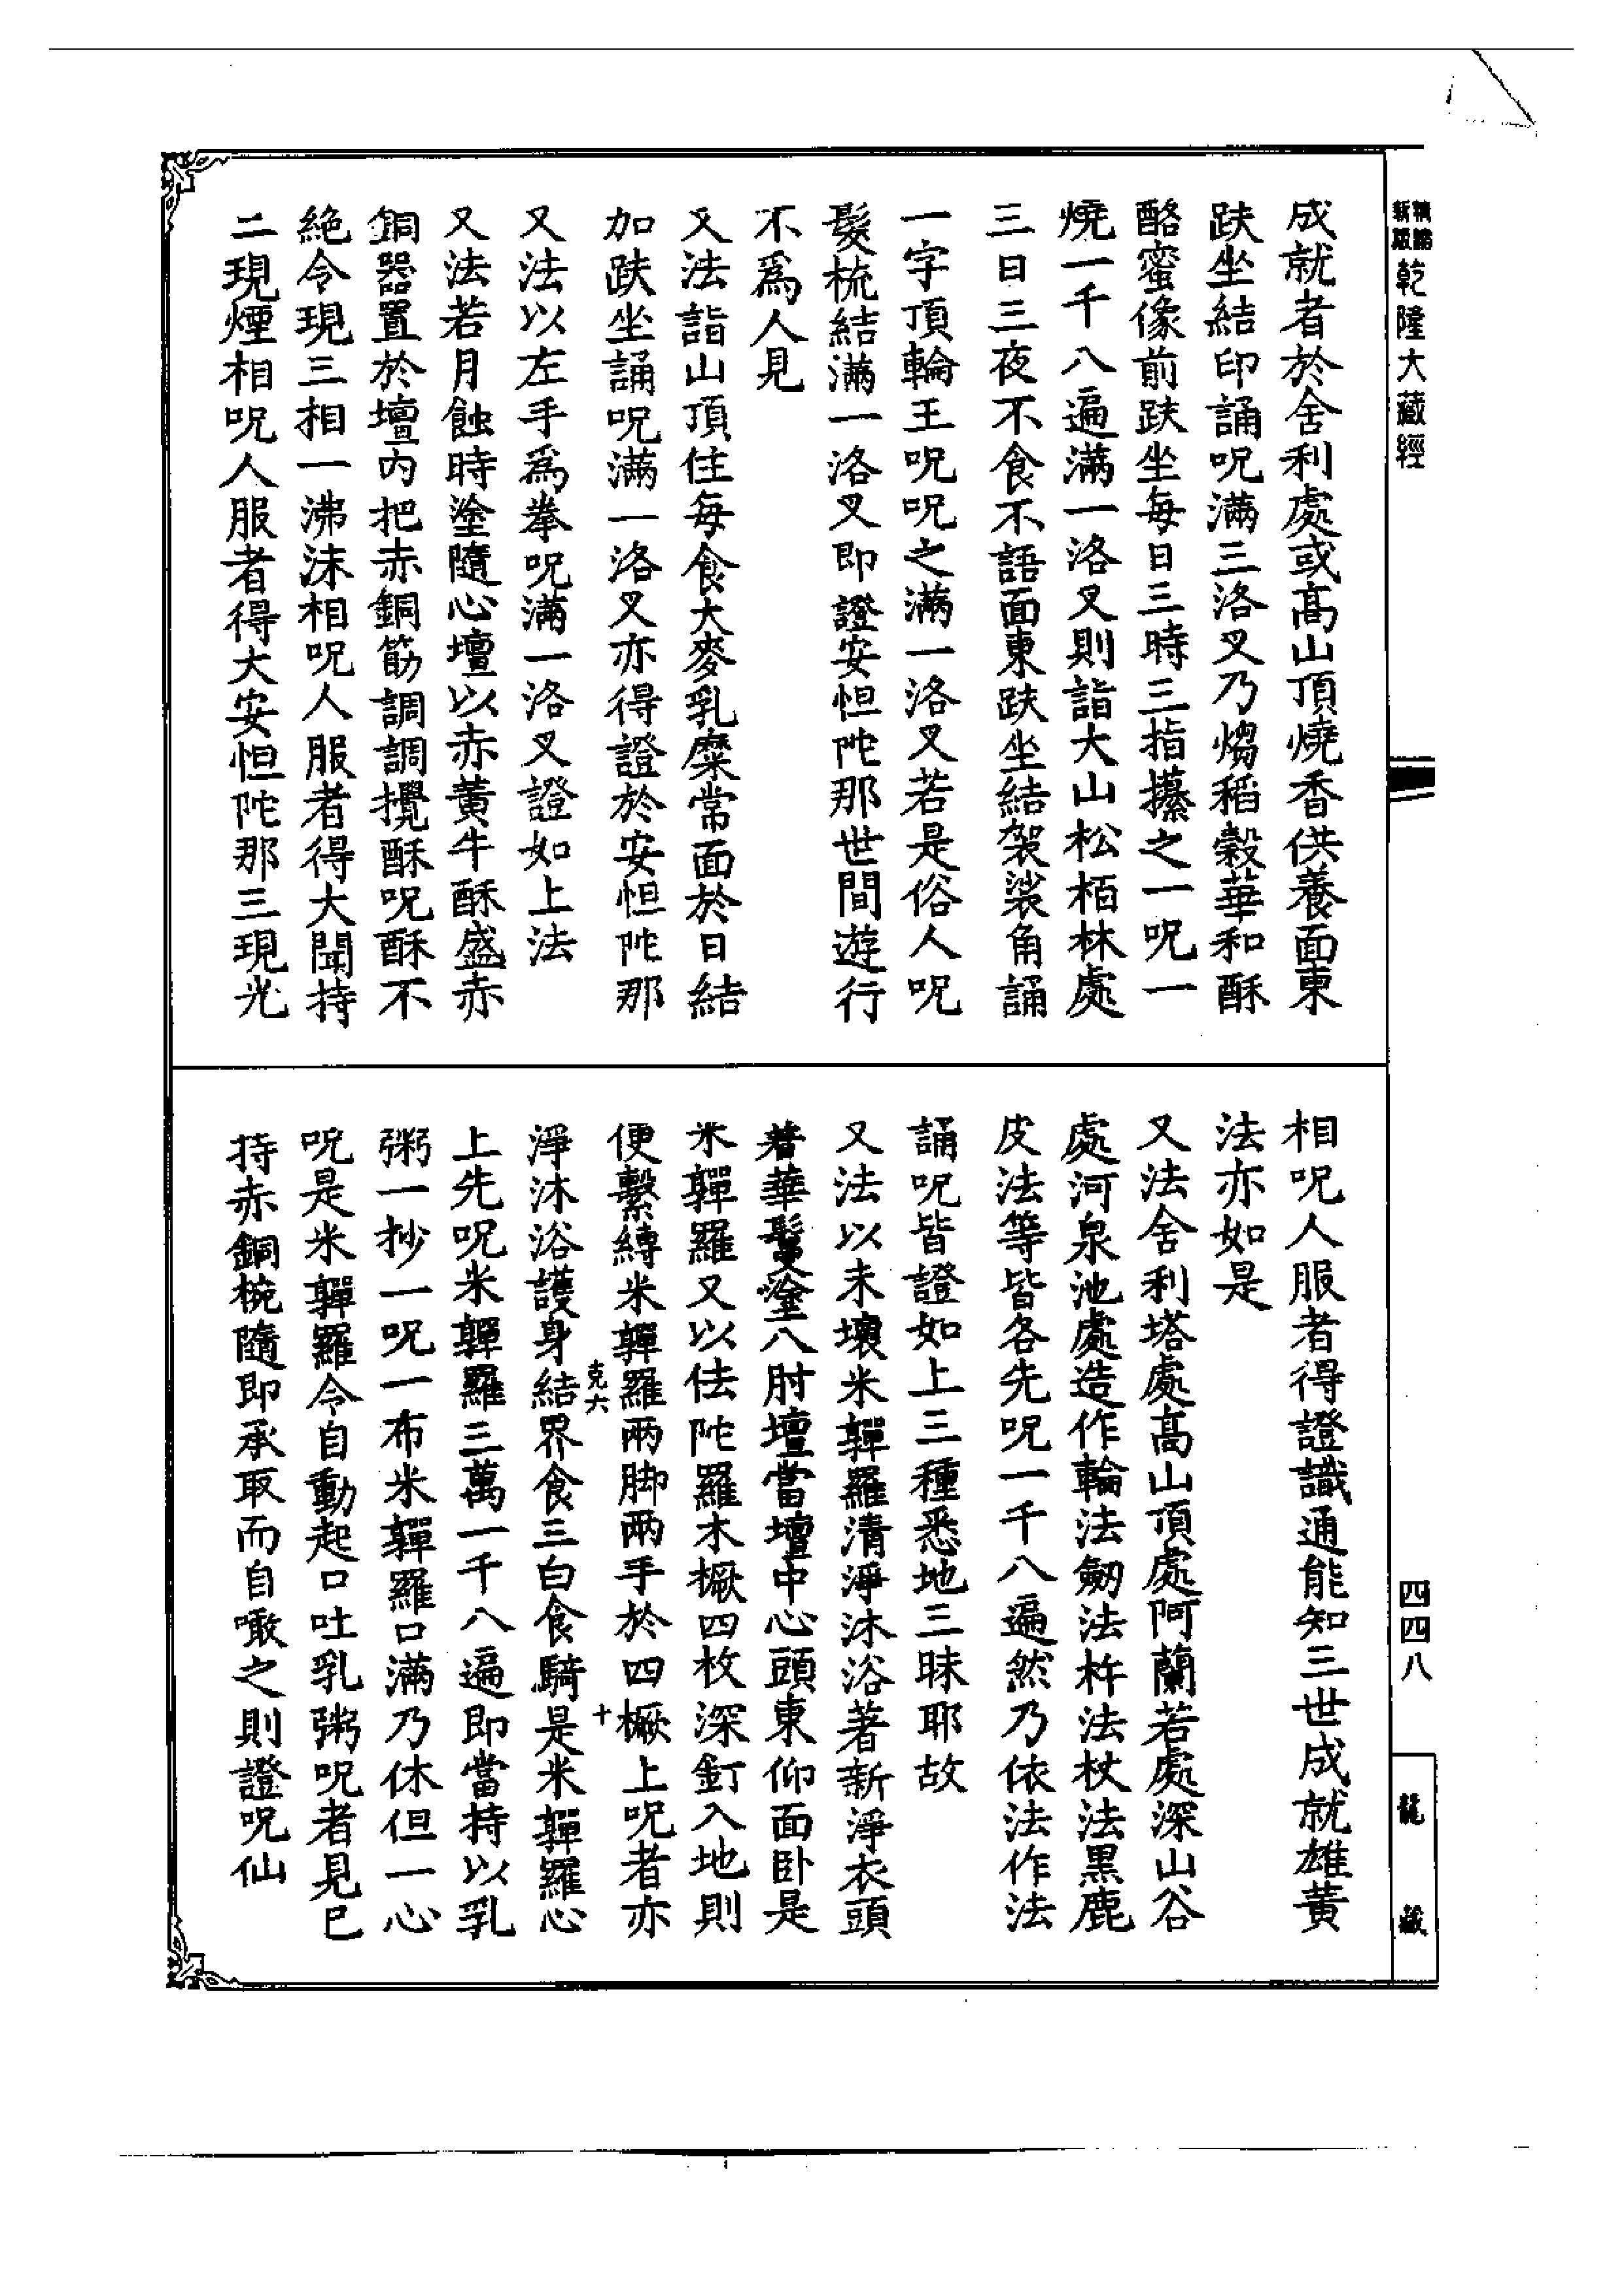 新版 精縮 乾隆大藏經
成就者於舍利處或高山頂燒香供養面東
趺坐結印誦呪滿三洛叉乃燭稻穀華和酥
酪蜜像前趺坐每日三時三指攥之一呪一
燒一千八遍滿一洛叉則詣大山松栢林處
三日三夜不食不語面東趺坐結袈裟角誦
一字頂輪王呪呪之滿一洛叉若是俗人呪
髮梳結滿一洛叉即證安怛陀那世間遊行
不爲人見
又法詣山頂住每食大麥乳糜常面於日結
加趺坐誦呪滿一洛叉亦得證於安怛陀那
又法以左手爲拳呪滿一洛叉證如上法
又法若月蝕時塗隨心壇以赤黃牛酥盛赤
銅器置於壇內把赤銅筯調調攪酥呪酥不
絶令現三相一沸沫相呪人服者得大聞持
二現煙相呪人服者得大安怛陀那三現光
相呪人服者得證識通能知三世成就雄黃
法亦如是
又法舍利塔處高山頂處阿蘭若處深山谷
處河泉池處造作輪法劒法杵法杖法黑鹿
皮法等皆各先呪一千八遍然乃依法作法
誦呪皆證如上三種悉地三昧耶故
又法以未壞米嚲羅清淨沐浴著新淨衣頭
着華鬘塗八肘壇當壇中心頭東仰面卧是
米嚲羅又以佉陀羅木橛四枚深釘入地則
便繫縛米嚲羅兩脚兩手於四橛上呪者亦
淨沐浴護身結界食三白食騎是米嚲羅心
上先呪米嚲羅三萬一千八遍即當持以乳
粥一抄一呪一布米嚲羅口滿乃休但一心
呪是米嚲羅令自動起口吐乳粥呪者見已
持赤銅椀隨即承取而自噉之則證呪仙
克六
十
四四八
龍藏